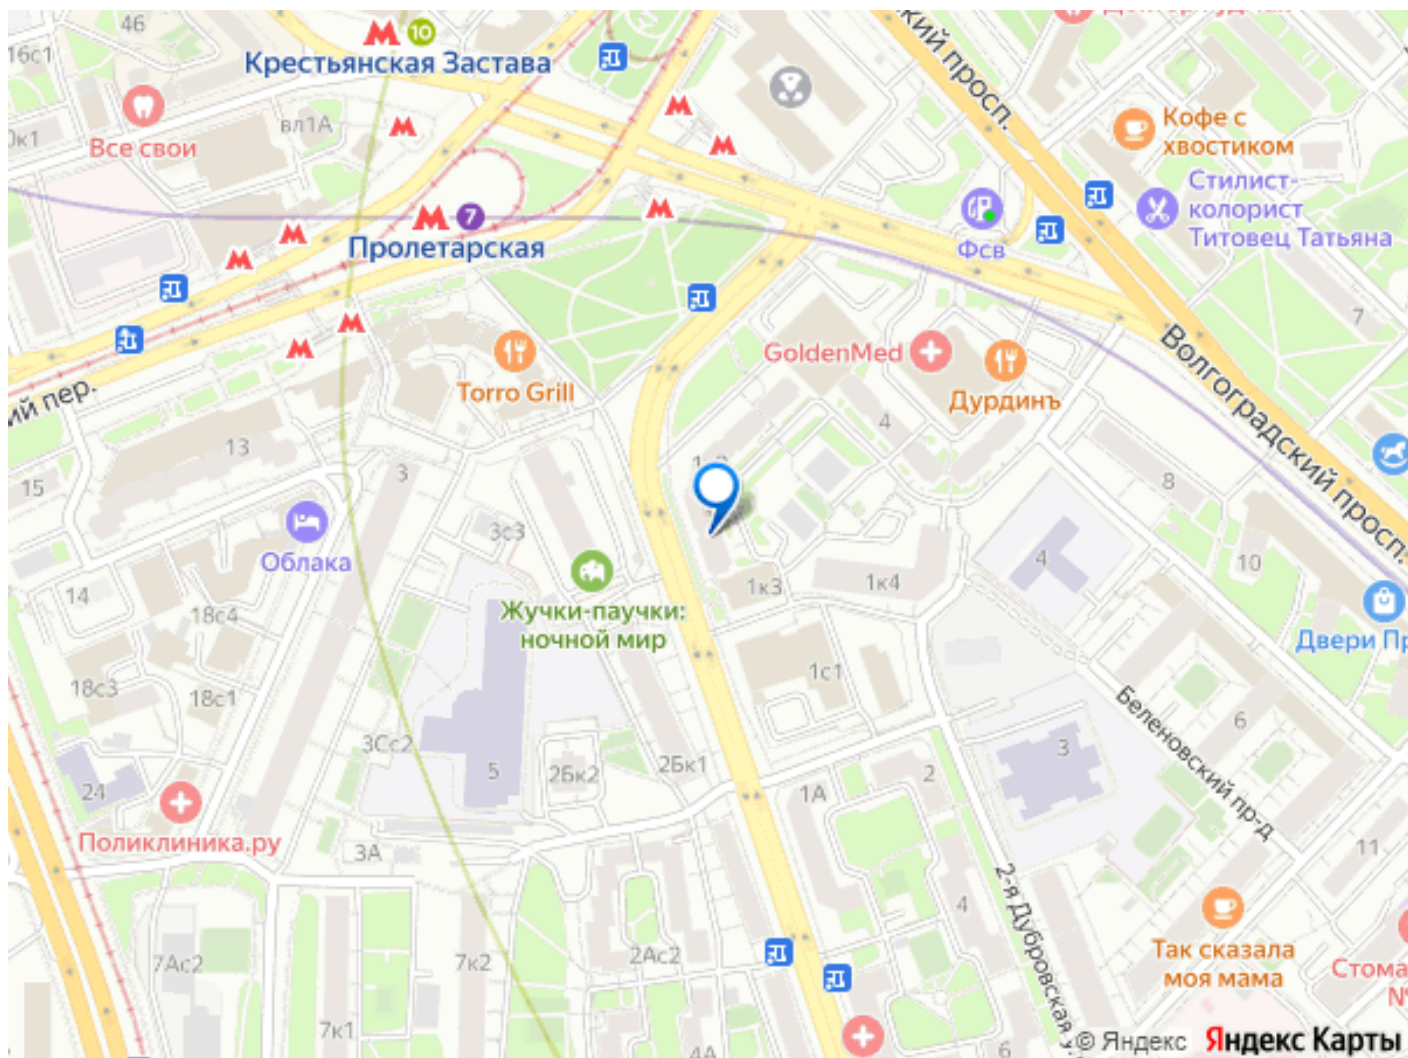 46
16с1
10
Крестьянская Застава
кий просп.
Кофе с
хвостиком
вл1А
Все свои
Стилист-
колорист
Титовец Татьяна
7
Пролетарская
Фсв
7
GoldenMed
Torro Grill
Дурдинъ
ий пер.
Волгоградский просп.
4
13
3
15
8
3с3
Облака
4
10
1к3
1к4
14
18с4
Жучки-паучки:
ночной мир
Двери Пр
18с3
18с1
1с1
Беленовский пр-д
6
3Сс2
3
5
2Бк2
2Бк1
2
24
1А
Поликлиника.ру
3А
11
2-я Дубровская у
4
Так сказала
моя мама
7Ас2
7к2
2Ас2
Стома
№
7к1
4А
6
© Яндекс Яндекс Карты